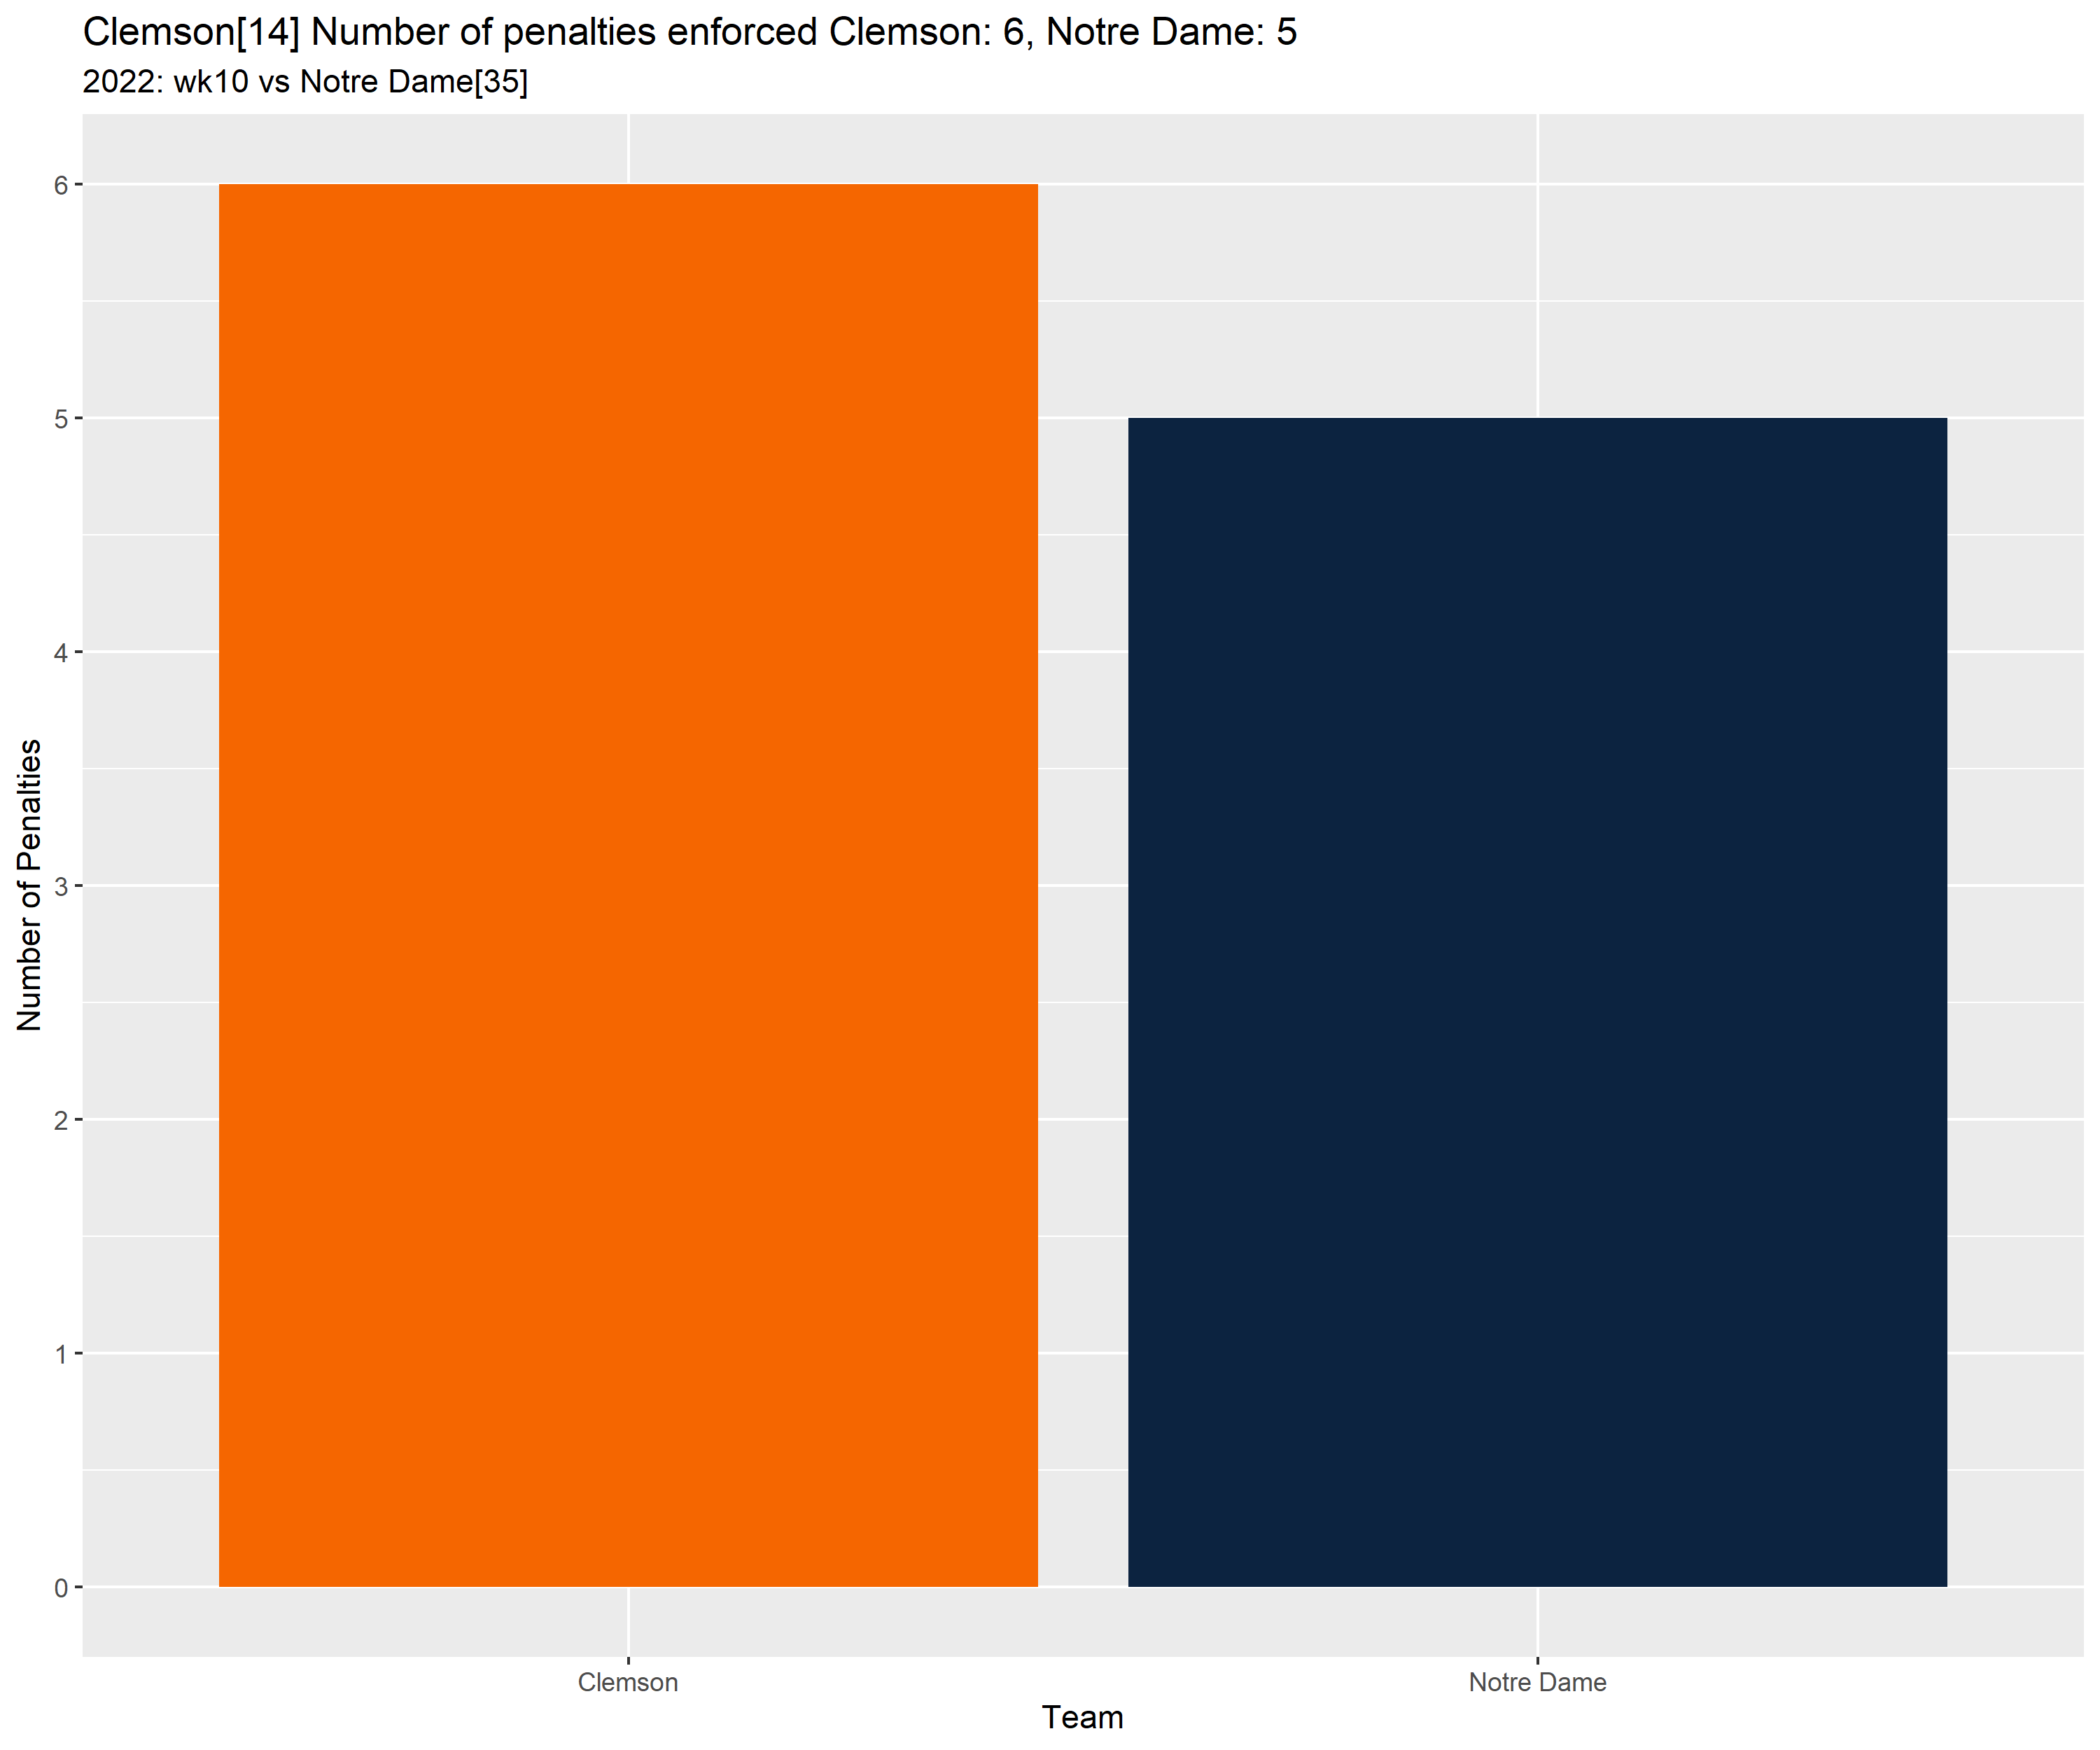 Clemson[14] Number of penalties enforced Clemson: 6, Notre Dame: 5
2022: wk10 vs Notre Dame[35]
Number of Penalties
6
5
4
3
2
1
0
Clemson
Notre Dame
Team